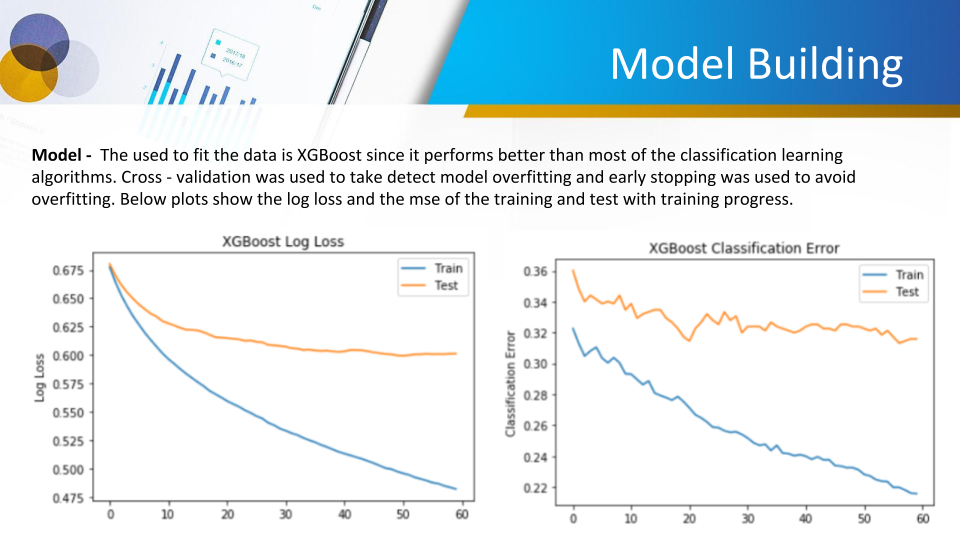 2017/18
2016/17
Model Building
Model - The used to fit the data is XGBoost since it performs better than most of the classification learning
algorithms. Cross - validation was used to take detect model overfitting and early stopping was used to avoid
overfitting. Below plots show the log loss and the mse of the training and test with training progress.
XGBoost Log Loss
Train
Test
0.675
0.650
0.625
0.600
0.575
0.550
0.525
0.500
0.475
Log Loss
0 10 20 30 40 50 60
XGBoost Classification Error
Train
Test
0.36
0.34
0.32
0.30
0.28
0.26
0.24
0.22
Classification Error
0 10 20 30 40 50 60